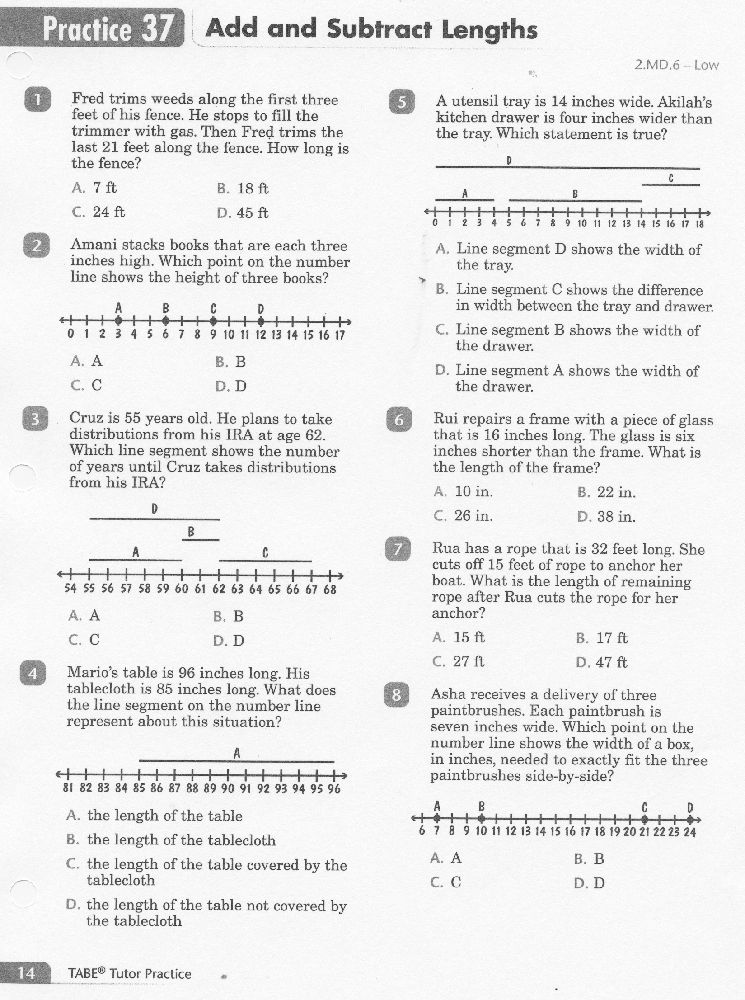 Practice 37
Add and Subtract Lengths
2.MD.6 – Low
1
Fred trims weeds along the first three
feet of his fence. He stops to fill the
trimmer with gas. Then Fred trims the
last 21 feet along the fence. How long is
the fence?
A. 7 ft B. 18 ft
C. 24 ft D. 45 ft
2
Amani stacks books that are each three
inches high. Which point on the number
line shows the height of three books?
A B C D
0 1 2 3 4 5 6 7 8 9 10 11 12 13 14 15 16 17
A. A B. B
C. C D. D
3
Cruz is 55 years old. He plans to take
distributions from his IRA at age 62.
Which line segment shows the number
of years until Cruz takes distributions
from his IRA?
D
B
A C
54 55 56 57 58 59 60 61 62 63 64 65 66 67 68
A. A B. B
C. C D. D
4
Mario’s table is 96 inches long. His
tablecloth is 85 inches long. What does
the line segment on the number line
represent about this situation?
A
81 82 83 84 85 86 87 88 89 90 91 92 93 94 95 96
A. the length of the table
B. the length of the tablecloth
C. the length of the table covered by the
tablecloth
D. the length of the table not covered by
the tablecloth
5
A utensil tray is 14 inches wide. Akilah’s
kitchen drawer is four inches wider than
the tray. Which statement is true?
D
C
A B
0 1 2 3 4 5 6 7 8 9 10 11 12 13 14 15 16 17 18
A. Line segment D shows the width of
the tray.
B. Line segment C shows the difference
in width between the tray and drawer.
C. Line segment B shows the width of
the drawer.
D. Line segment A shows the width of
the drawer.
6
Rui repairs a frame with a piece of glass
that is 16 inches long. The glass is six
inches shorter than the frame. What is
the length of the frame?
A. 10 in. B. 22 in.
C. 26 in. D. 38 in.
7
Rua has a rope that is 32 feet long. She
cuts off 15 feet of rope to anchor her
boat. What is the length of remaining
rope after Rua cuts the rope for her
anchor?
A. 15 ft B. 17 ft
C. 27 ft D. 47 ft
8
Asha receives a delivery of three
paintbrushes. Each paintbrush is
seven inches wide. Which point on the
number line shows the width of a box,
in inches, needed to exactly fit the three
paintbrushes side-by-side?
A B C D
6 7 8 9 10 11 12 13 14 15 16 17 18 19 20 21 22 23 24
A. A B. B
C. C D. D
14
TABE® Tutor Practice